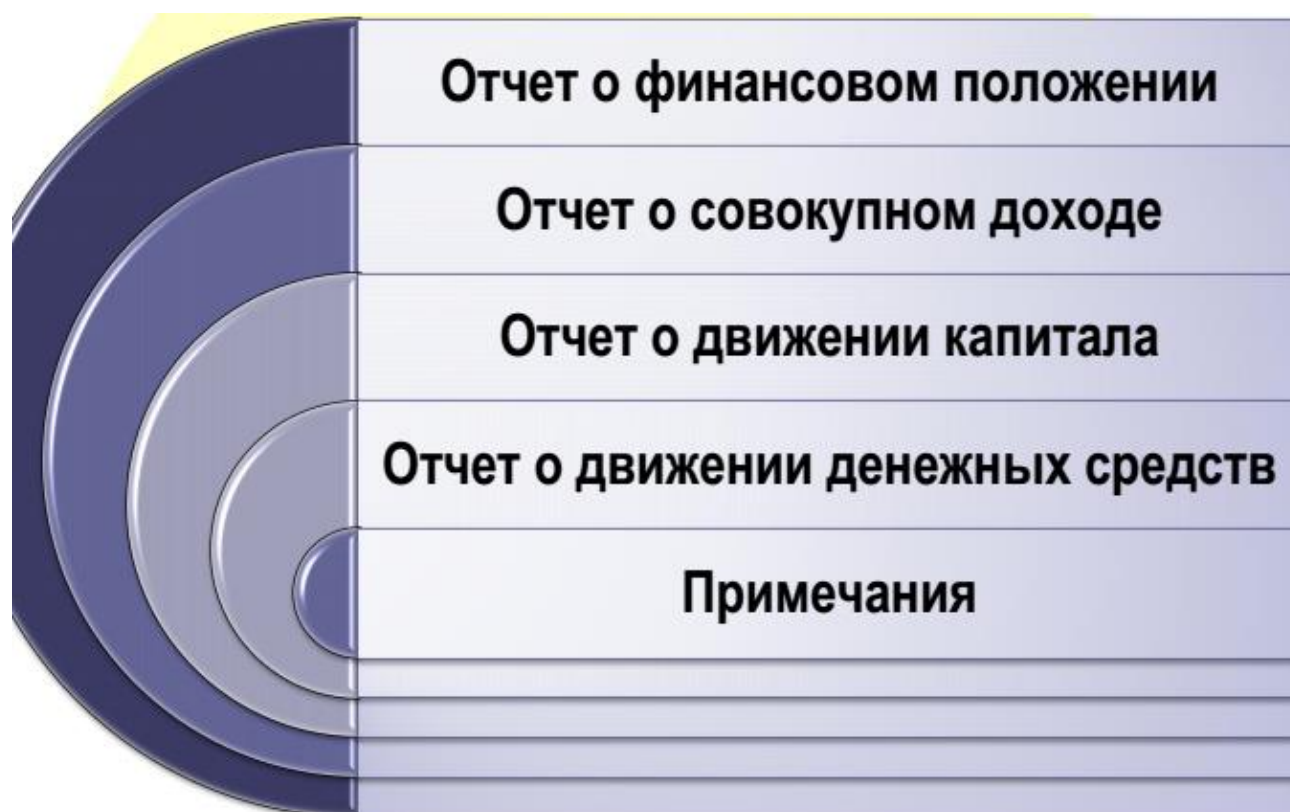 Отчет о финансовом положении
Отчет о совокупном доходе
Отчет о движении капитала
Отчет о движении денежных средств
Примечания